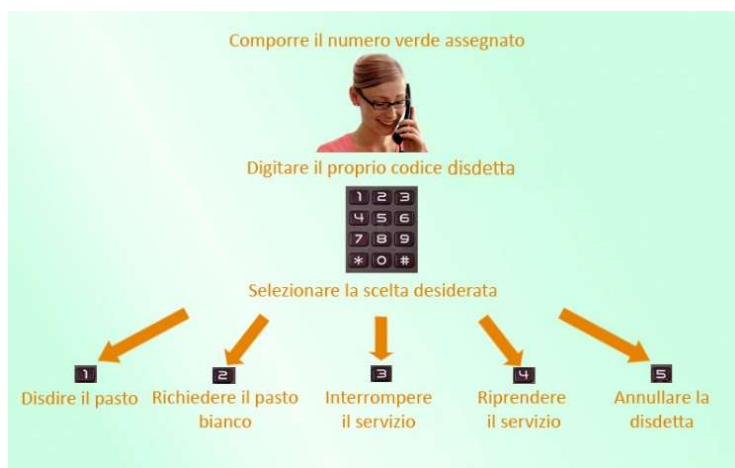 Comporre il numero verde assegnato
Digitare il proprio codice disdetta
1 2 3
4 5 6
7 8 9
* 0 #
Selezionare la scelta desiderata
1
Disdire il pasto
2
Richiedere il pasto
bianco
3
Interrompere
il servizio
4
Riprendere
il servizio
5
Annullare la
disdetta